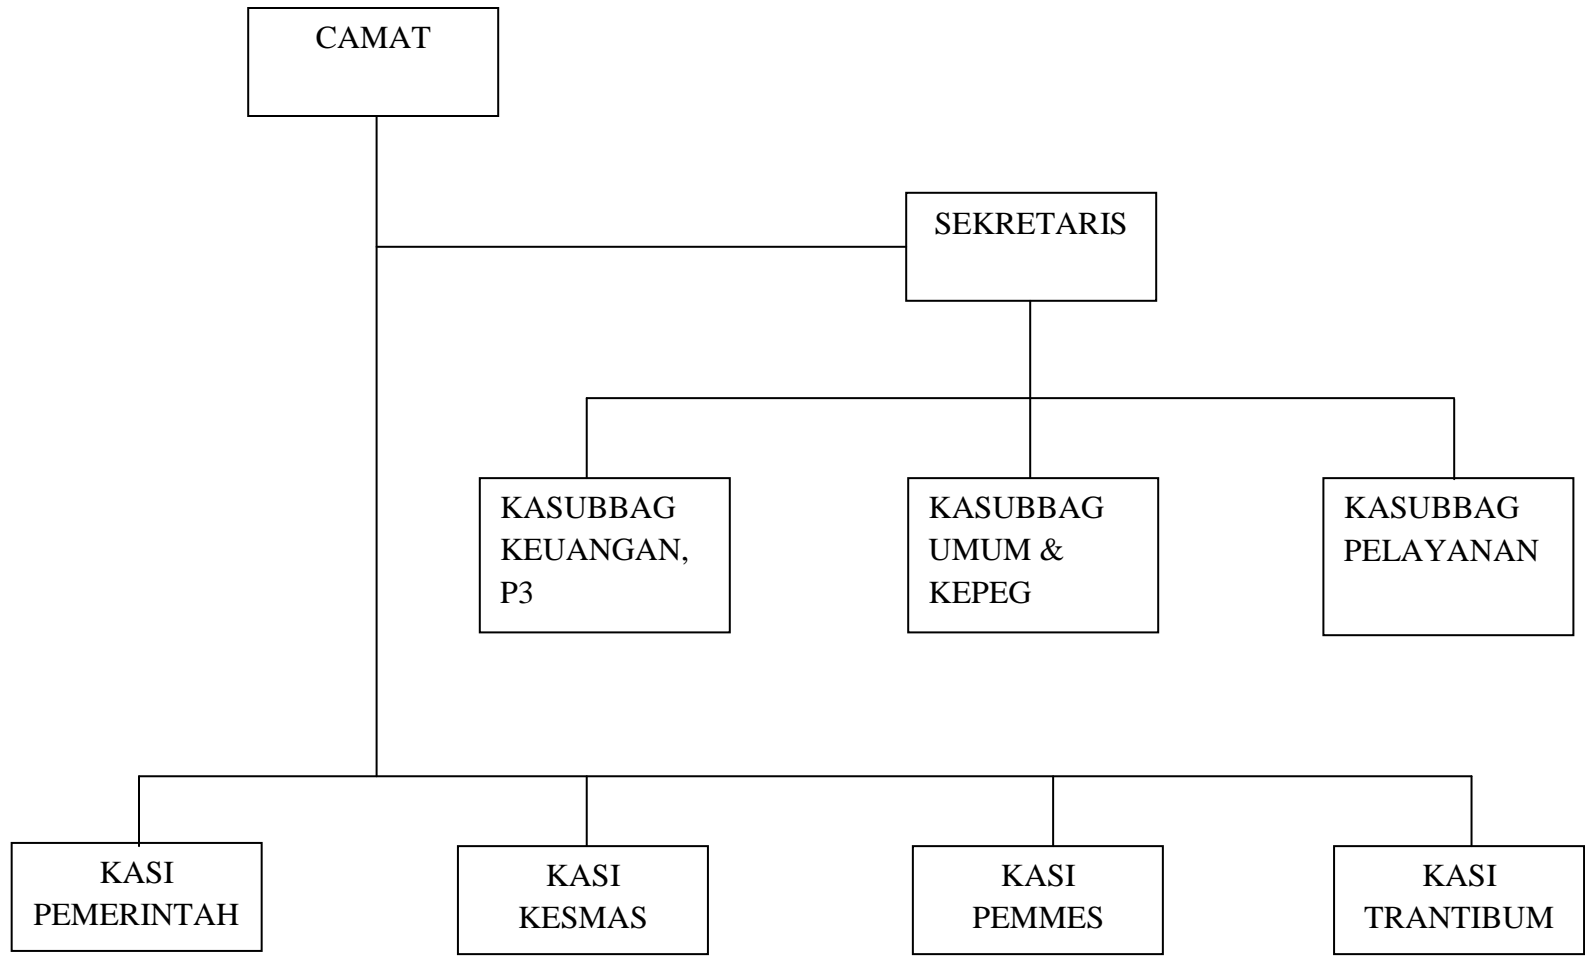 CAMAT
SEKRETARIS
KASUBBAG
KEUANGAN,
P3
KASUBBAG
UMUM &
KEPEG
KASUBBAG
PELAYANAN
KASI
PEMERINTAH
KASI
KESMAS
KASI
PEMMES
KASI
TRANTIBUM